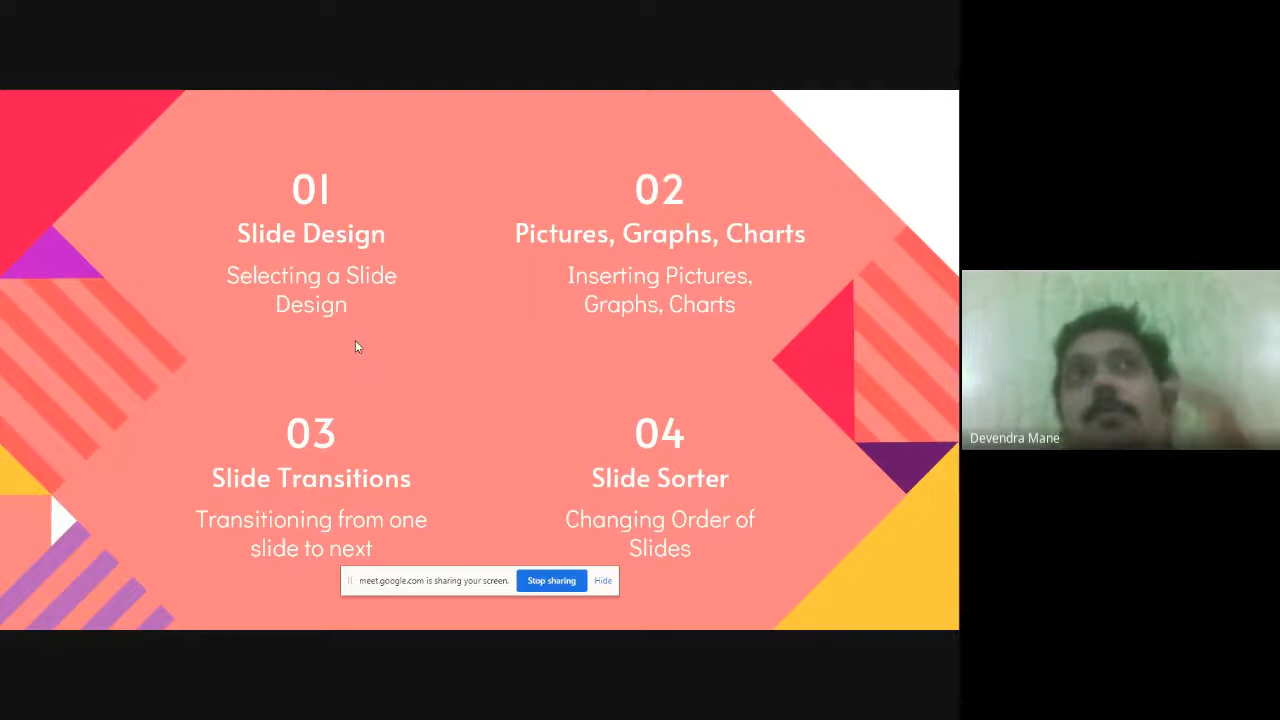 01
Slide Design
Selecting a Slide
Design
02
Pictures, Graphs, Charts
Inserting Pictures,
Graphs, Charts
03
Slide Transitions
Transitioning from one
slide to next
04
Slide Sorter
Changing Order of
Slides
meet.google.com is sharing your screen. Stop sharing Hide
Devendra Mane